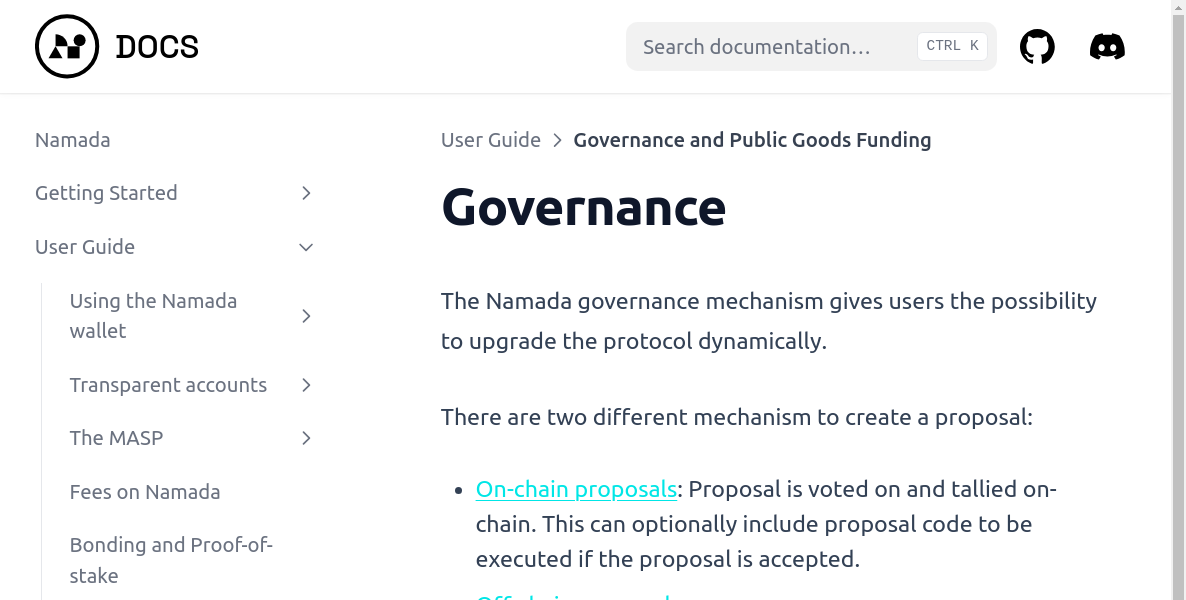 DOCS
Search documentation…
CTRL K
Namada
Getting Started
User Guide
Using the Namada
wallet
Transparent accounts
The MASP
Fees on Namada
Bonding and Proof-of-
stake
User Guide
Governance and Public Goods Funding
Governance
The Namada governance mechanism gives users the possibility
to upgrade the protocol dynamically.
There are two different mechanism to create a proposal:
On-chain proposals: Proposal is voted on and tallied on-
chain. This can optionally include proposal code to be
executed if the proposal is accepted.